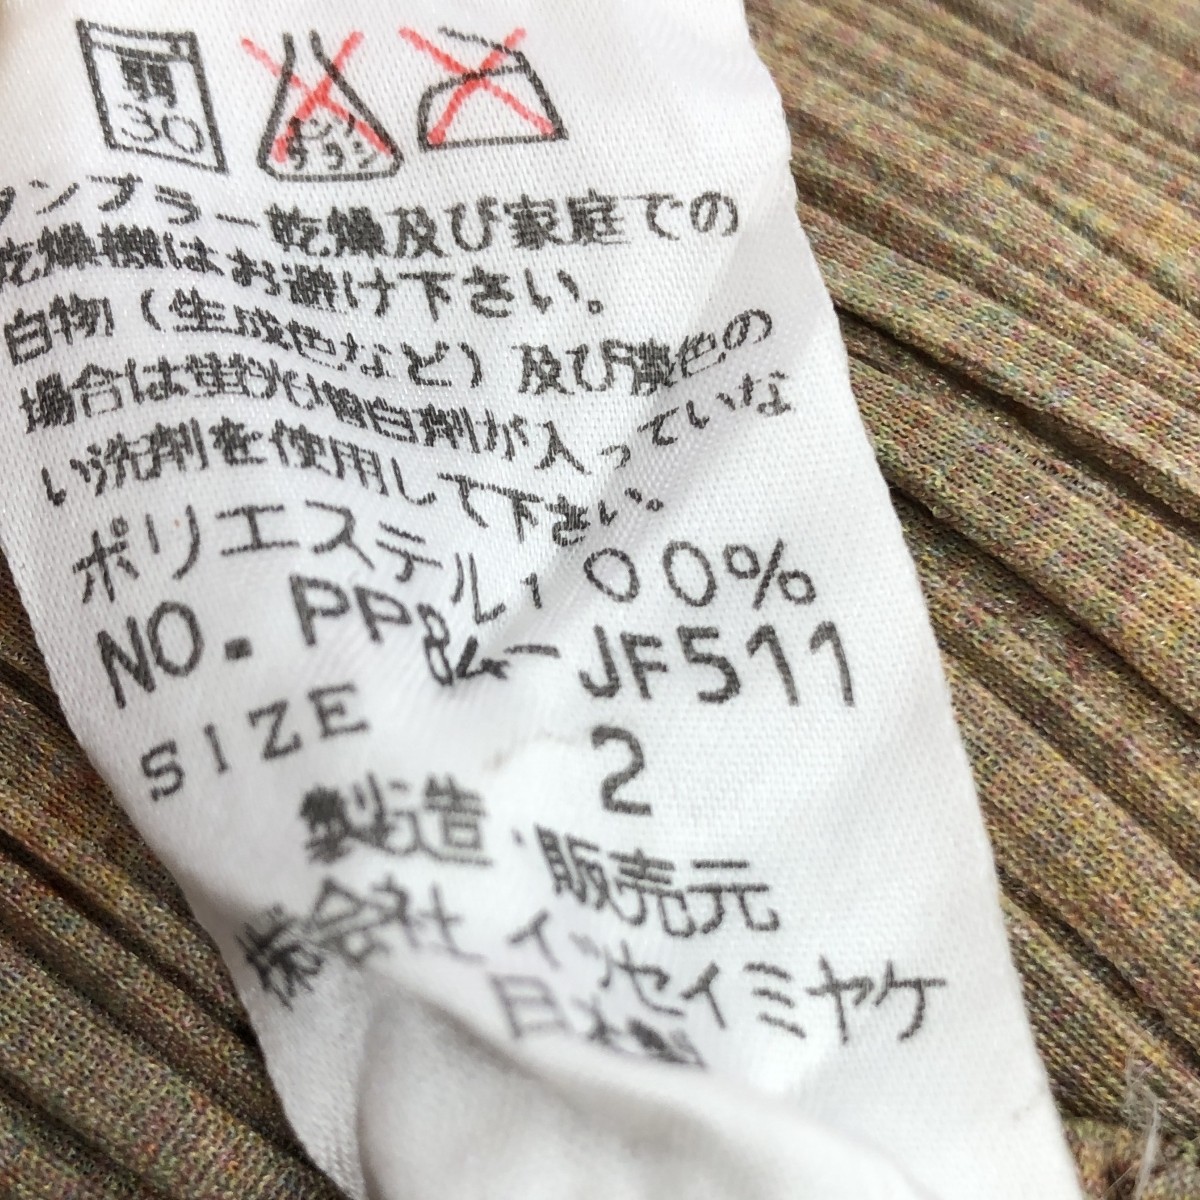 弱
30
タンブラー乾燥及び家庭での
乾燥機はお避け下さい。
白物(生成色など)及び淡色の
場合は蛍光増白剤が入っていな
い洗剤を使用して下さい。
ポリエステル100%
NO. PP84-JF511
SIZE 2
製造・販売元
株式会社イッセイミヤケ
日本製